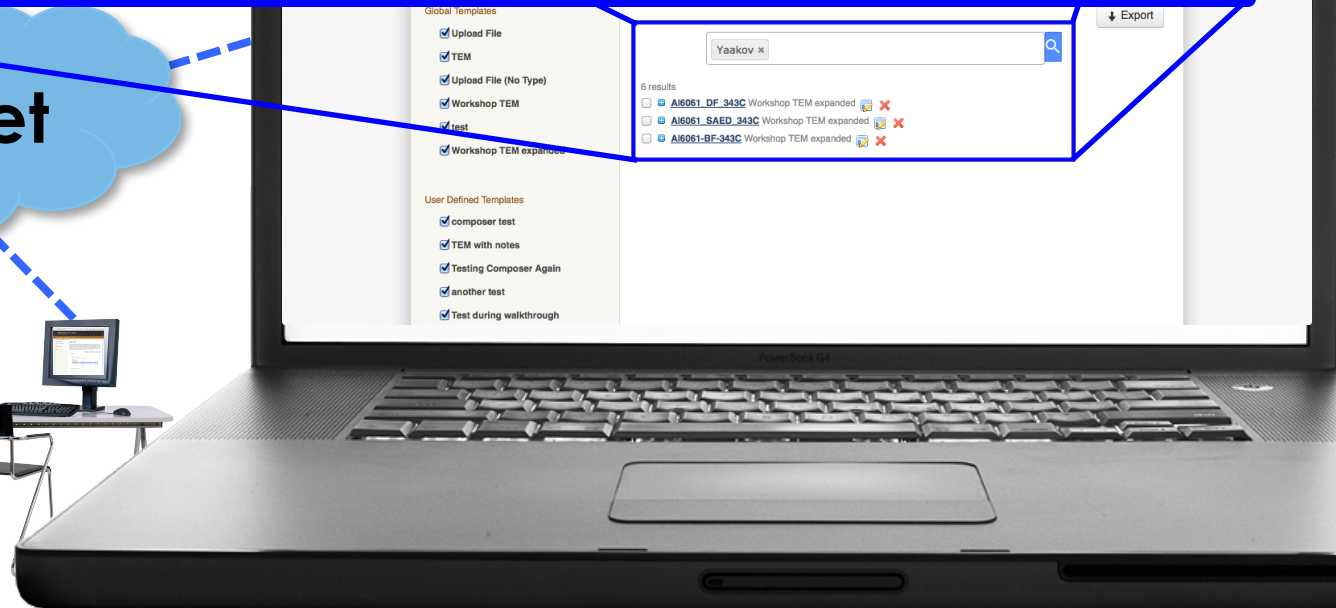 Global Templates
Upload File
TEM
Upload File (No Type)
Workshop TEM
test
Workshop TEM expanded
User Defined Templates
composer test
TEM with notes
Testing Composer Again
another test
Test during walkthrough
Export
Yaakov ×
6 results
Al6061_DF_343C Workshop TEM expanded
Al6061_SAED_343C Workshop TEM expanded
Al6061-BF-343C Workshop TEM expanded
et
PowerBook G4